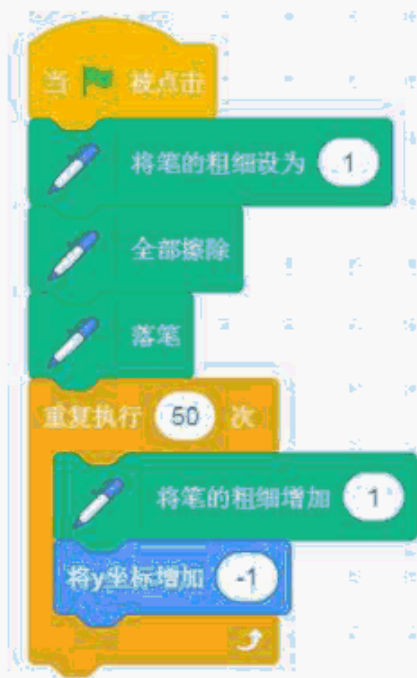 当 被点击
将笔的粗细设为 1
全部擦除
落笔
重复执行 50 次
将笔的粗细增加 1
将y坐标增加 -1